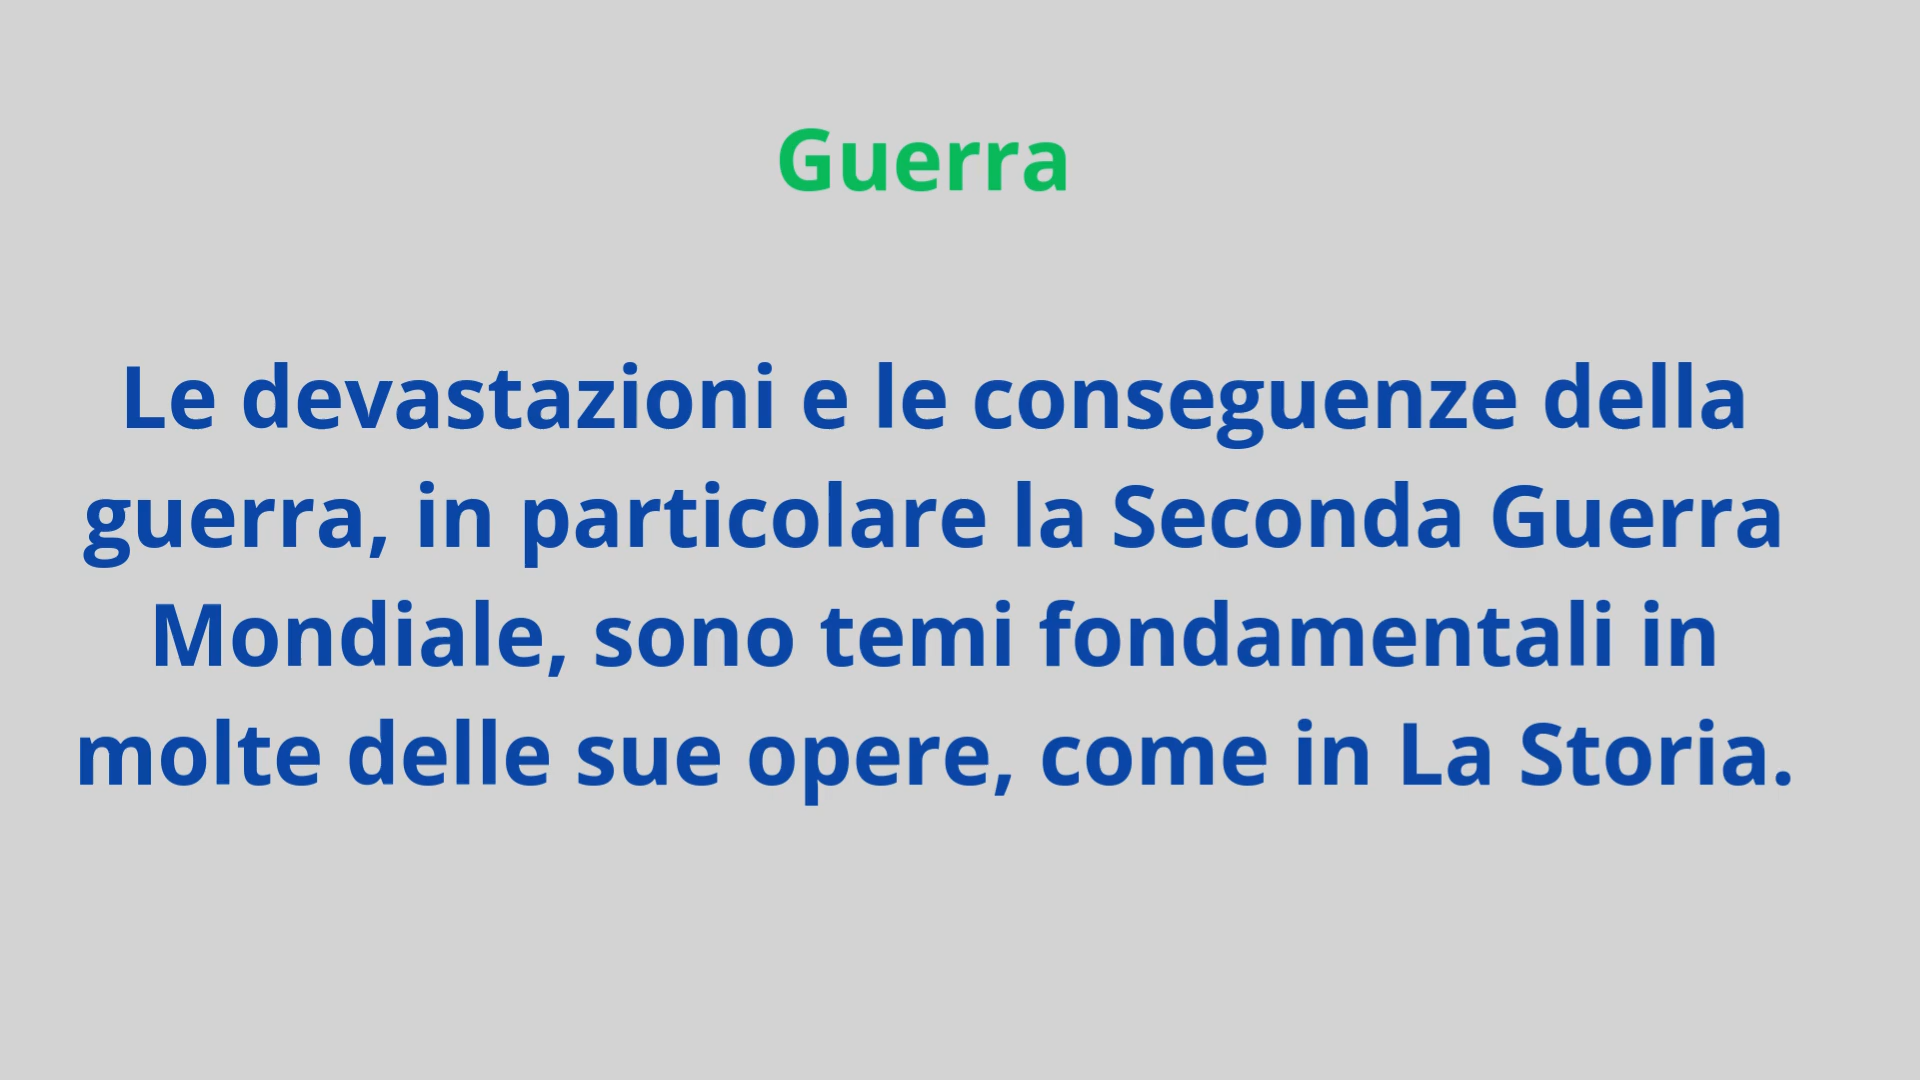 Guerra
Le devastazioni e le conseguenze della
guerra, in particolare la Seconda Guerra
Mondiale, sono temi fondamentali in
molte delle sue opere, come in La Storia.